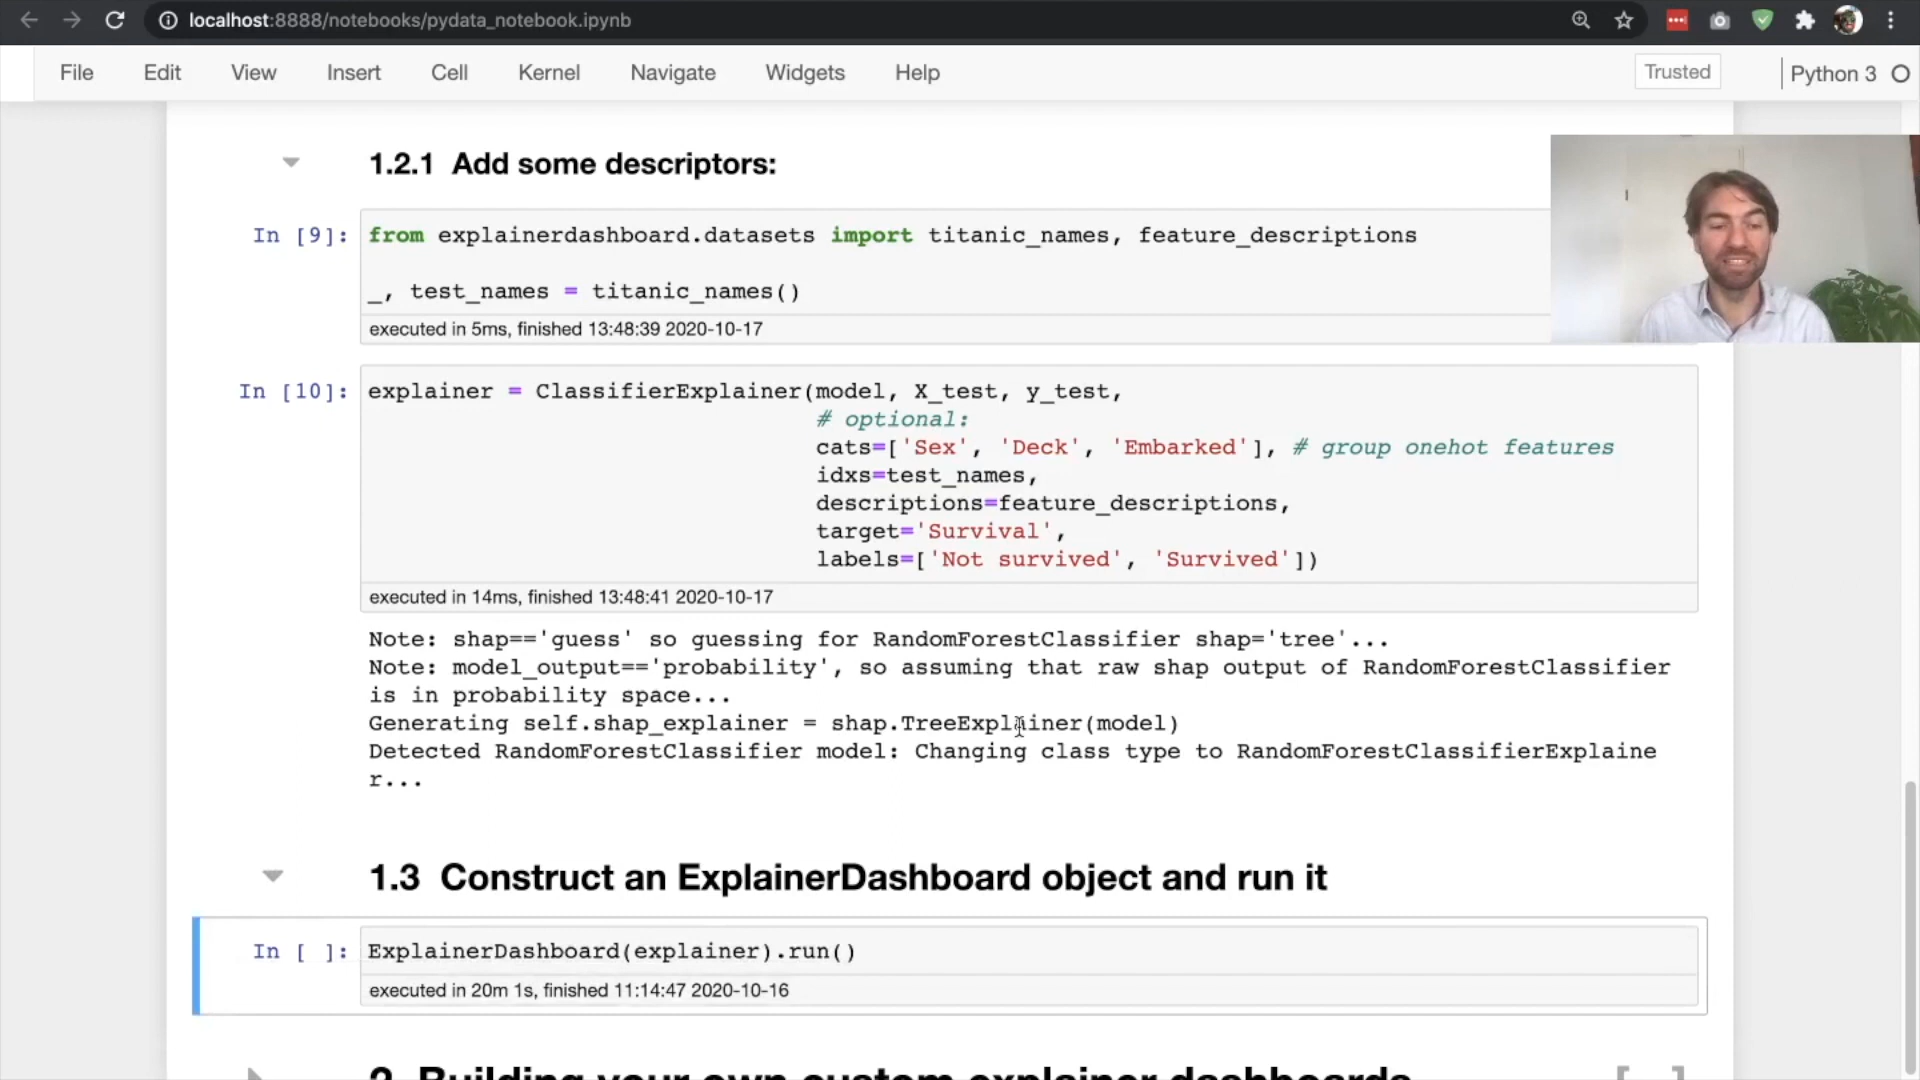 localhost:8888/notebooks/pydata_notebook.ipynb
File Edit View Insert Cell Kernel Navigate Widgets Help Trusted Python 3
1.2.1 Add some descriptors:
In [9]: from explainerdashboard.datasets import titanic_names, feature_descriptions
_, test_names = titanic_names()
executed in 5ms, finished 13:48:39 2020-10-17
In [10]: explainer = ClassifierExplainer(model, X_test, y_test,
# optional:
cats=['Sex', 'Deck', 'Embarked'], # group onehot features
idxs=test_names,
descriptions=feature_descriptions,
target='Survival',
labels=['Not survived', 'Survived'])
executed in 14ms, finished 13:48:41 2020-10-17
Note: shap=='guess' so guessing for RandomForestClassifier shap='tree'...
Note: model_output=='probability', so assuming that raw shap output of RandomForestClassifier
is in probability space...
Generating self.shap_explainer = shap.TreeExplainer(model)
Detected RandomForestClassifier model: Changing class type to RandomForestClassifierExplaine
r...
1.3 Construct an ExplainerDashboard object and run it
In [ ]: ExplainerDashboard(explainer).run()
executed in 20m 1s, finished 11:14:47 2020-10-16
2 Building your own custom explainer dashboards [ ]